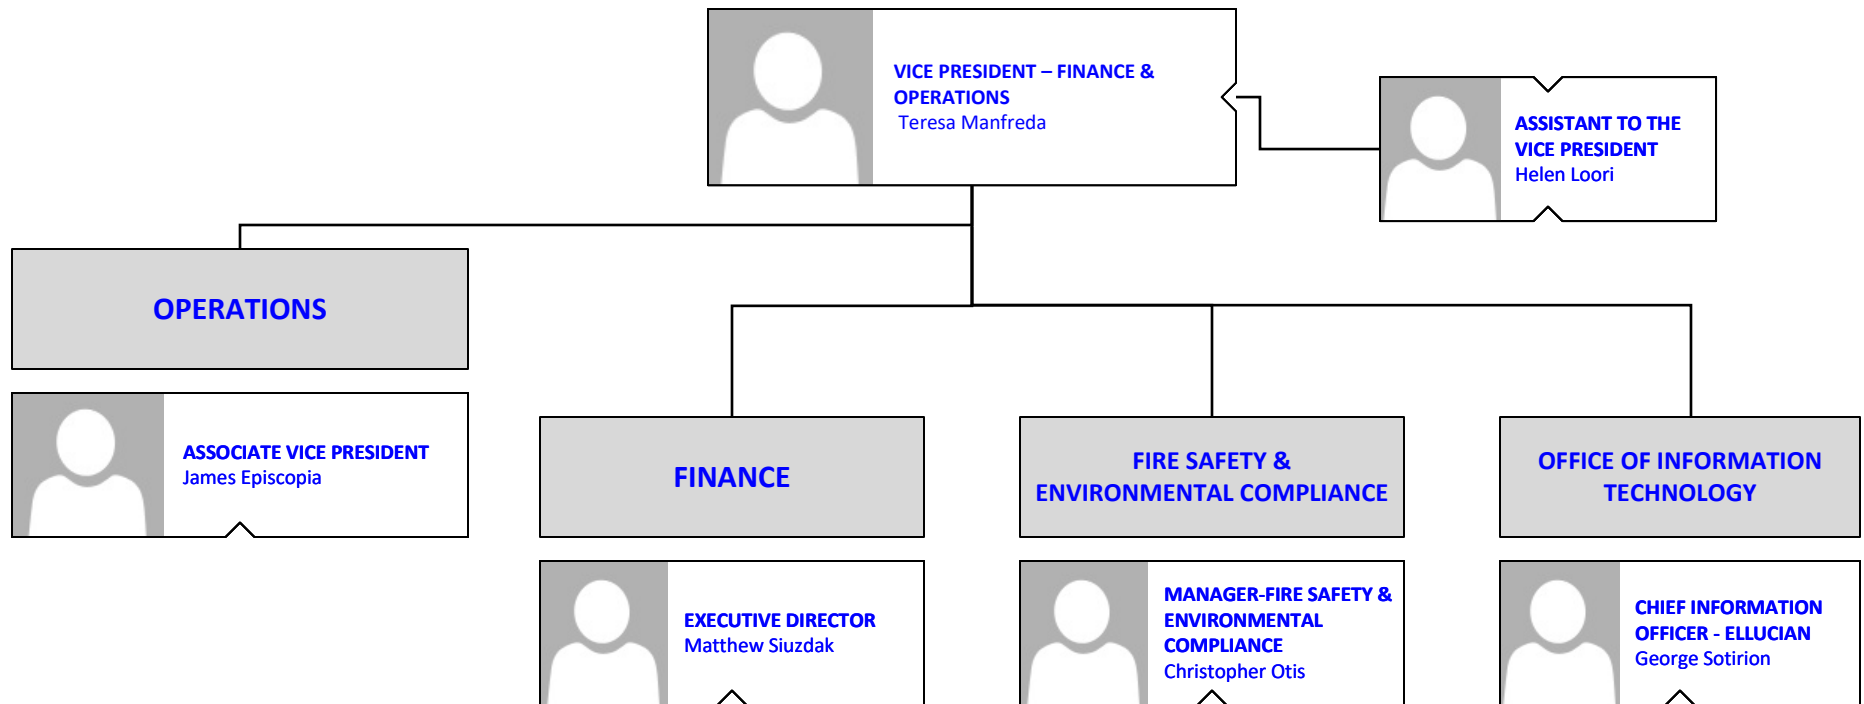 VICE PRESIDENT – FINANCE &
OPERATIONS
Teresa Manfreda
ASSISTANT TO THE
VICE PRESIDENT
Helen Loori
OPERATIONS
ASSOCIATE VICE PRESIDENT
James Episcopia
FINANCE
FIRE SAFETY &
ENVIRONMENTAL COMPLIANCE
OFFICE OF INFORMATION
TECHNOLOGY
EXECUTIVE DIRECTOR
Matthew Siuzdak
MANAGER-FIRE SAFETY &
ENVIRONMENTAL
COMPLIANCE
Christopher Otis
CHIEF INFORMATION
OFFICER - ELLUCIAN
George Sotirion